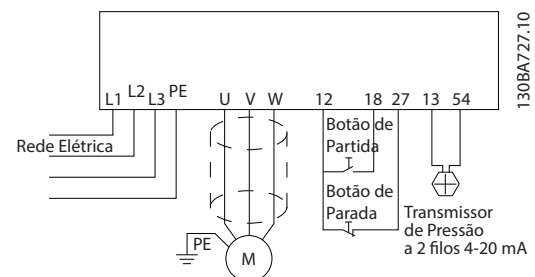 130BA727.10
L1 L2 L3 PE U V W 12 18 27 13 54
Rede Elétrica
Botão de
Partida
Botão de
Parada
Transmissor
de Pressão
a 2 filos 4-20 mA
PE
M